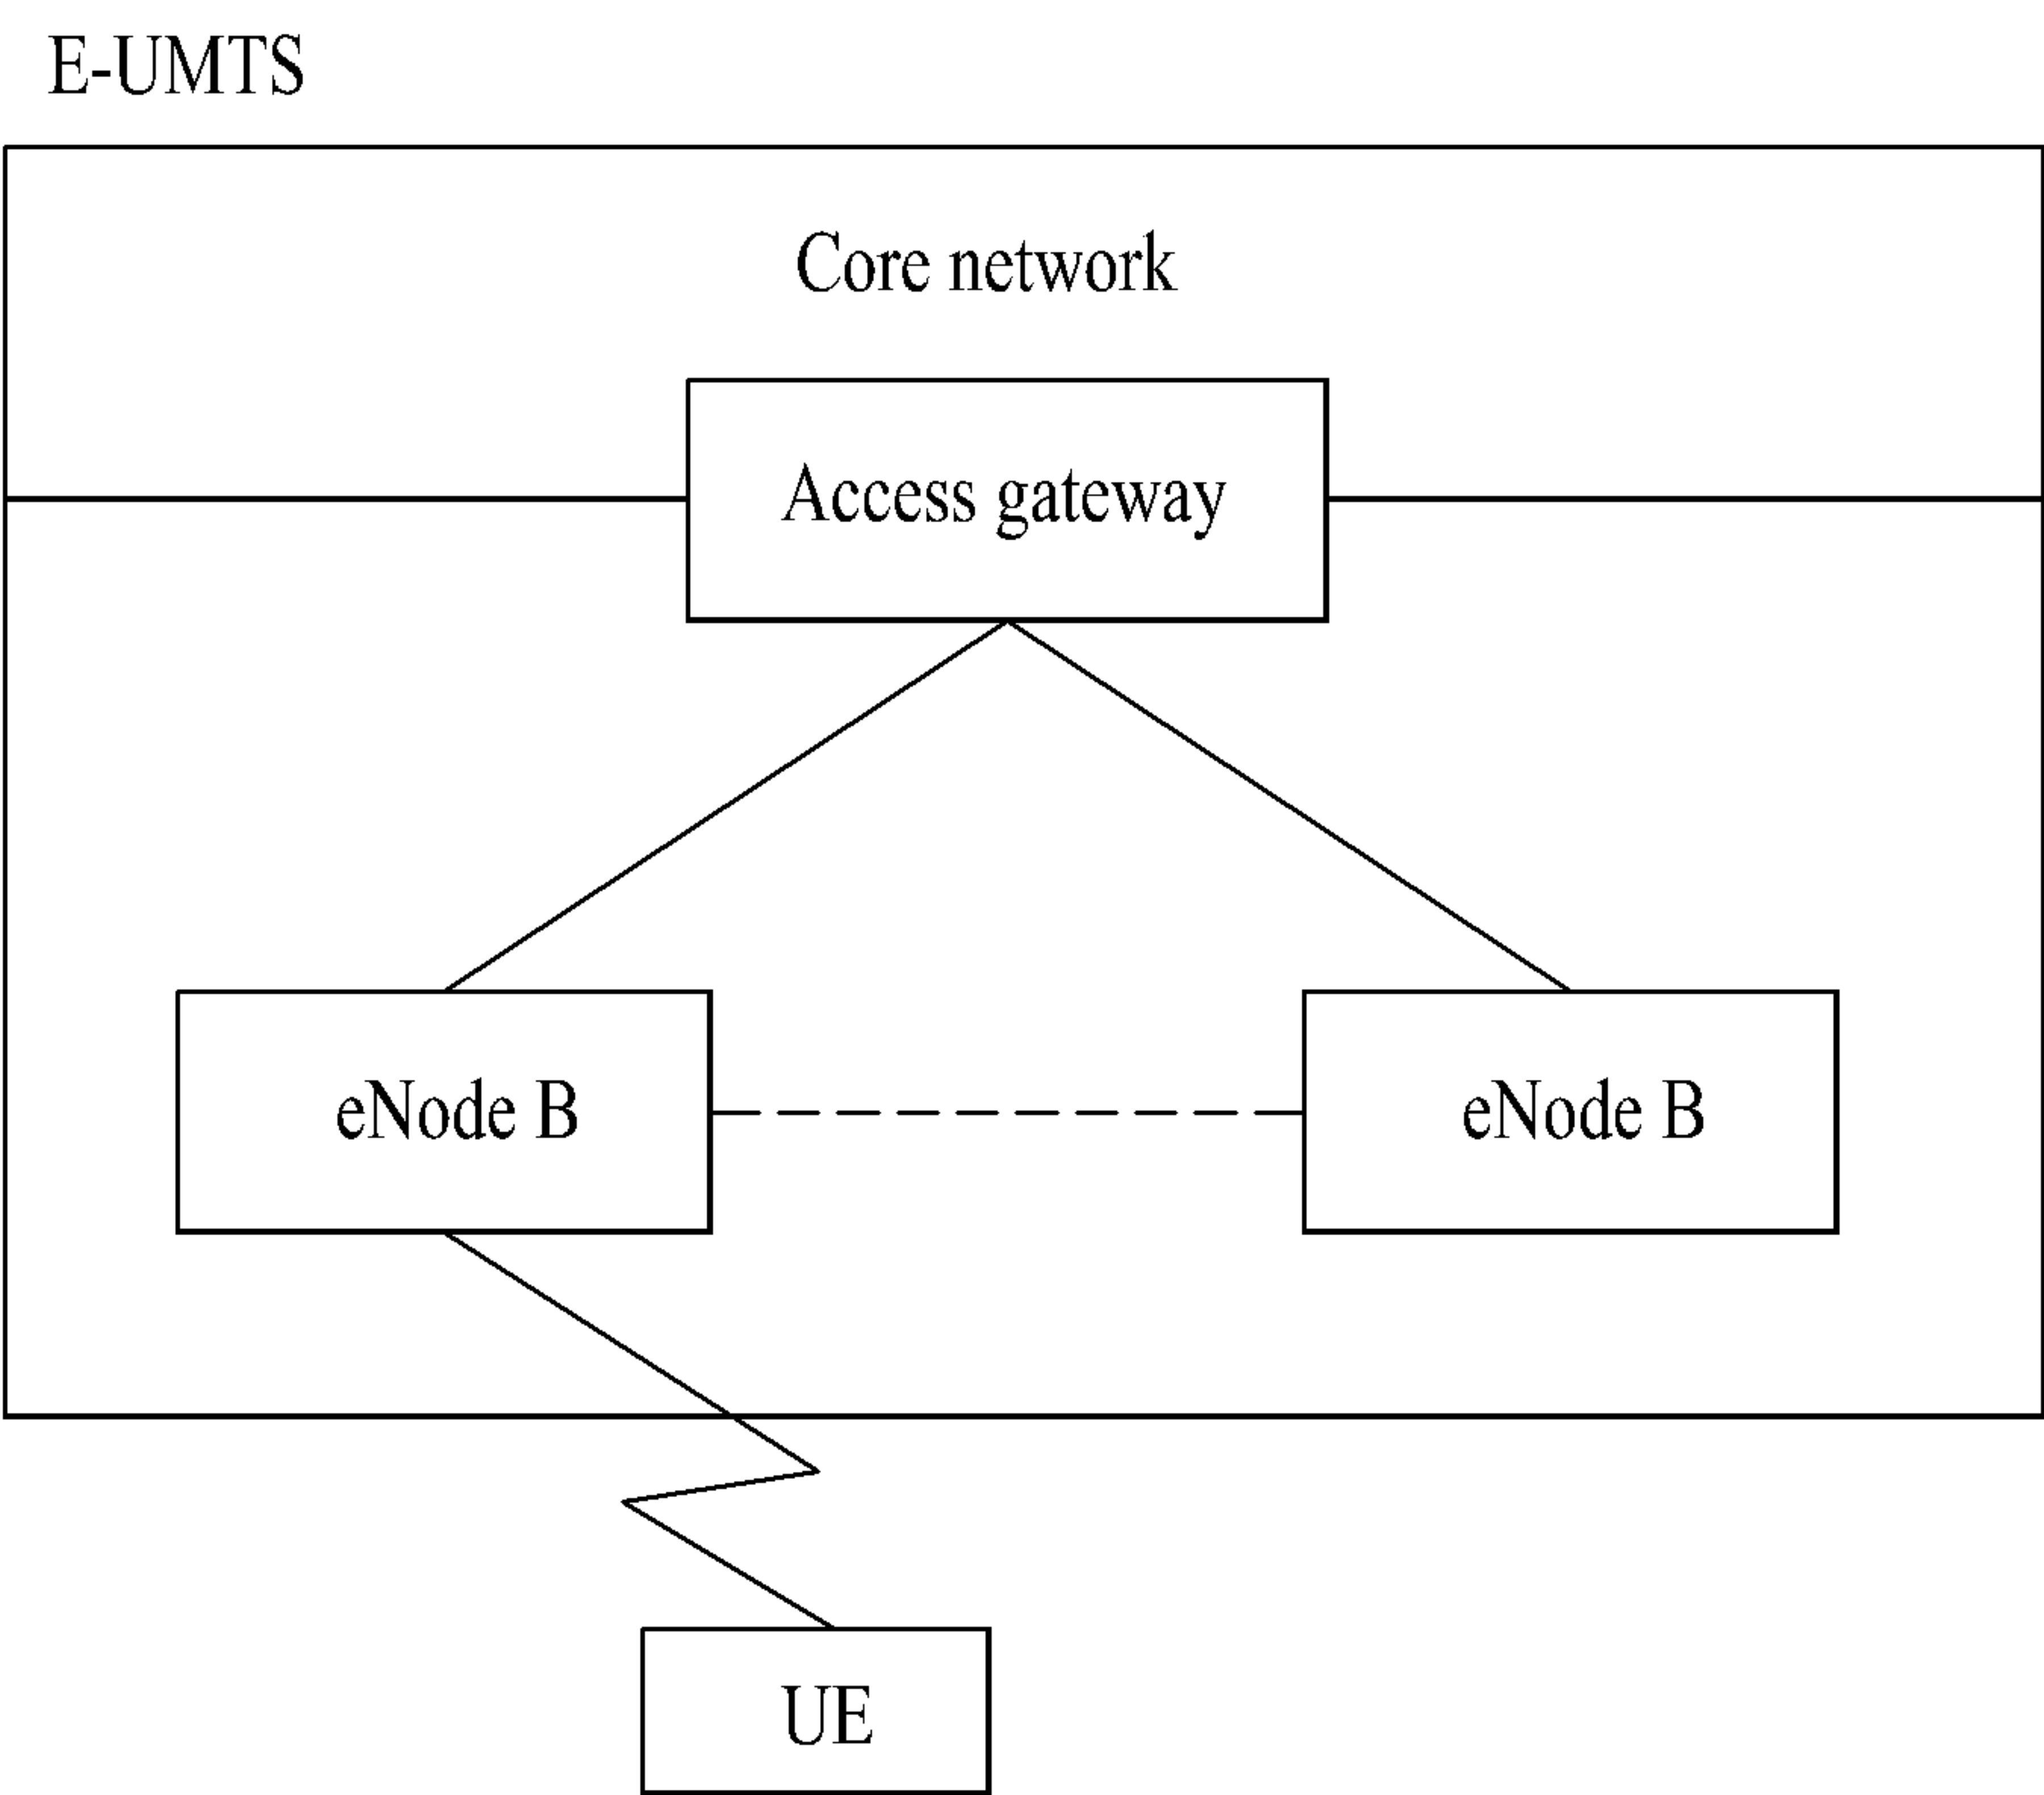 E-UMTS
Core network
Access gateway
eNode B
eNode B
UE